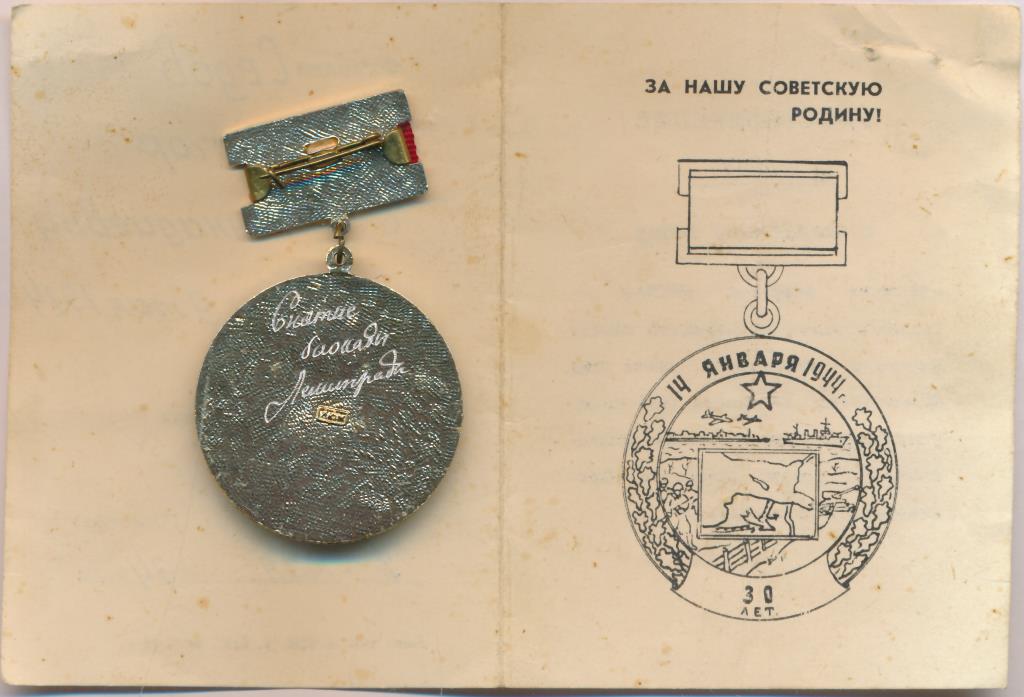 Снятие
блокады
Ленинграда
ЗА НАШУ СОВЕТСКУЮ
РОДИНУ!
14 ЯНВАРЯ 1944 г.
30
ЛЕТ.